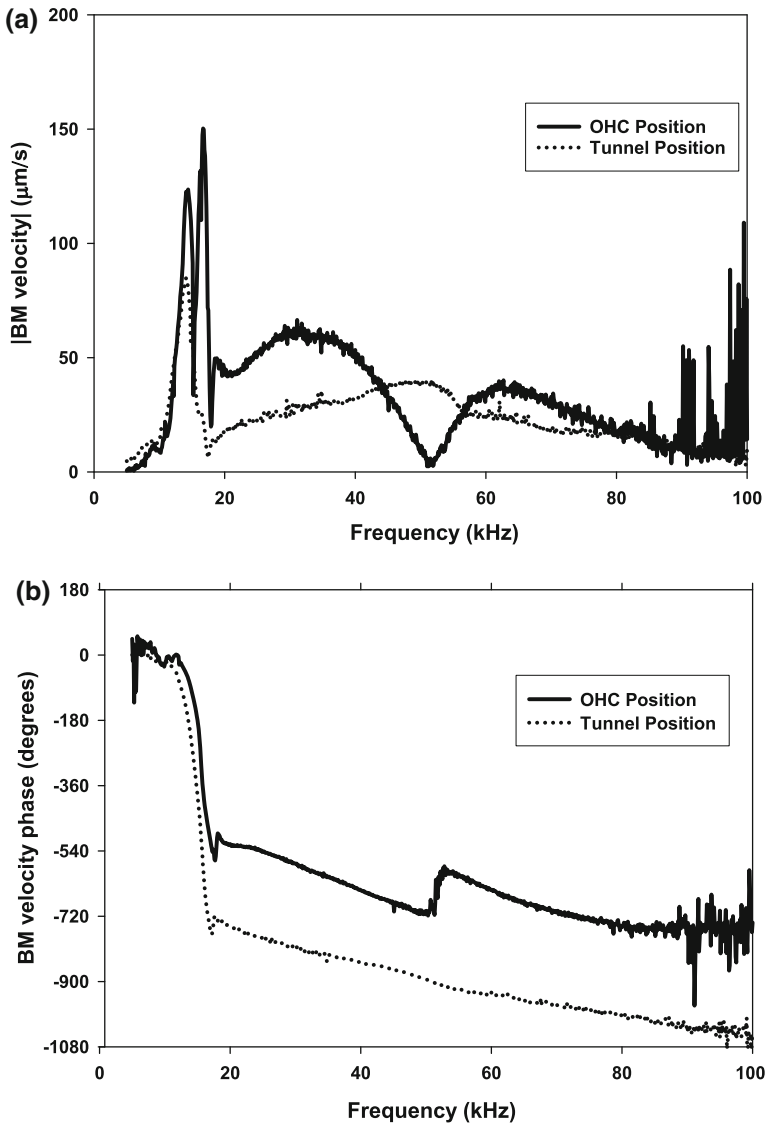 (a)
200
150
100
50
0
|BM velocity| (μm/s)
OHC Position
Tunnel Position
0 20 40 60 80 100
Frequency (kHz)
(b)
180
0
-180
-360
-540
-720
-900
-1080
BM velocity phase (degrees)
OHC Position
Tunnel Position
0 20 40 60 80 100
Frequency (kHz)